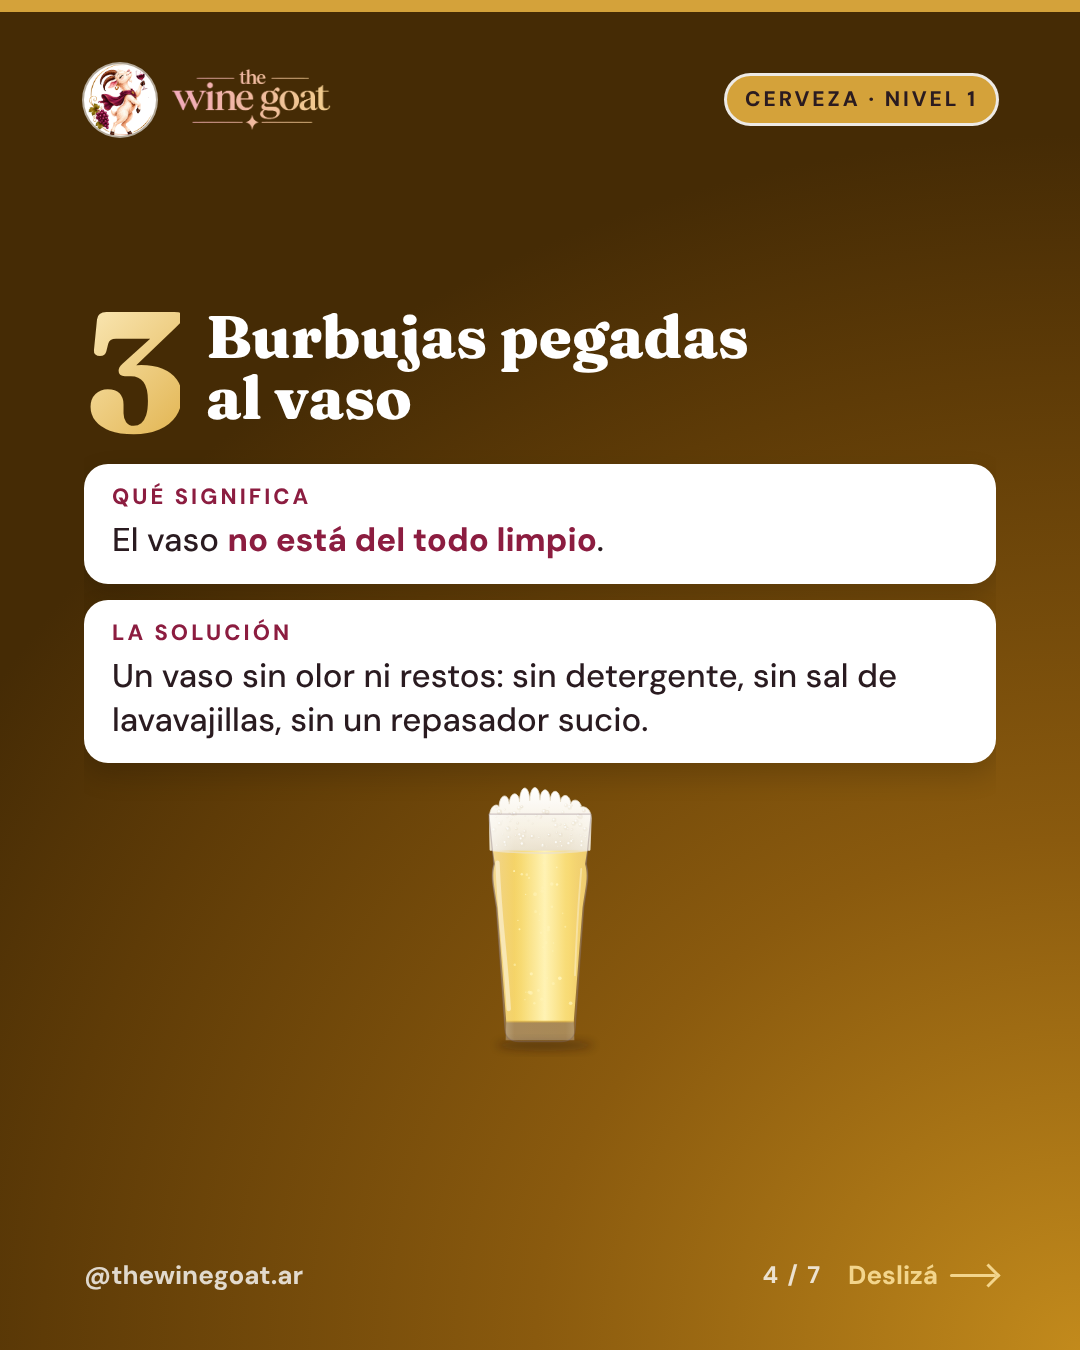 the
wine goat
CERVEZA · NIVEL 1
3
Burbujas pegadas
al vaso
QUÉ SIGNIFICA
El vaso no está del todo limpio.
LA SOLUCIÓN
Un vaso sin olor ni restos: sin detergente, sin sal de
lavavajillas, sin un repasador sucio.
@thewinegoat.ar
4 / 7 Deslizá